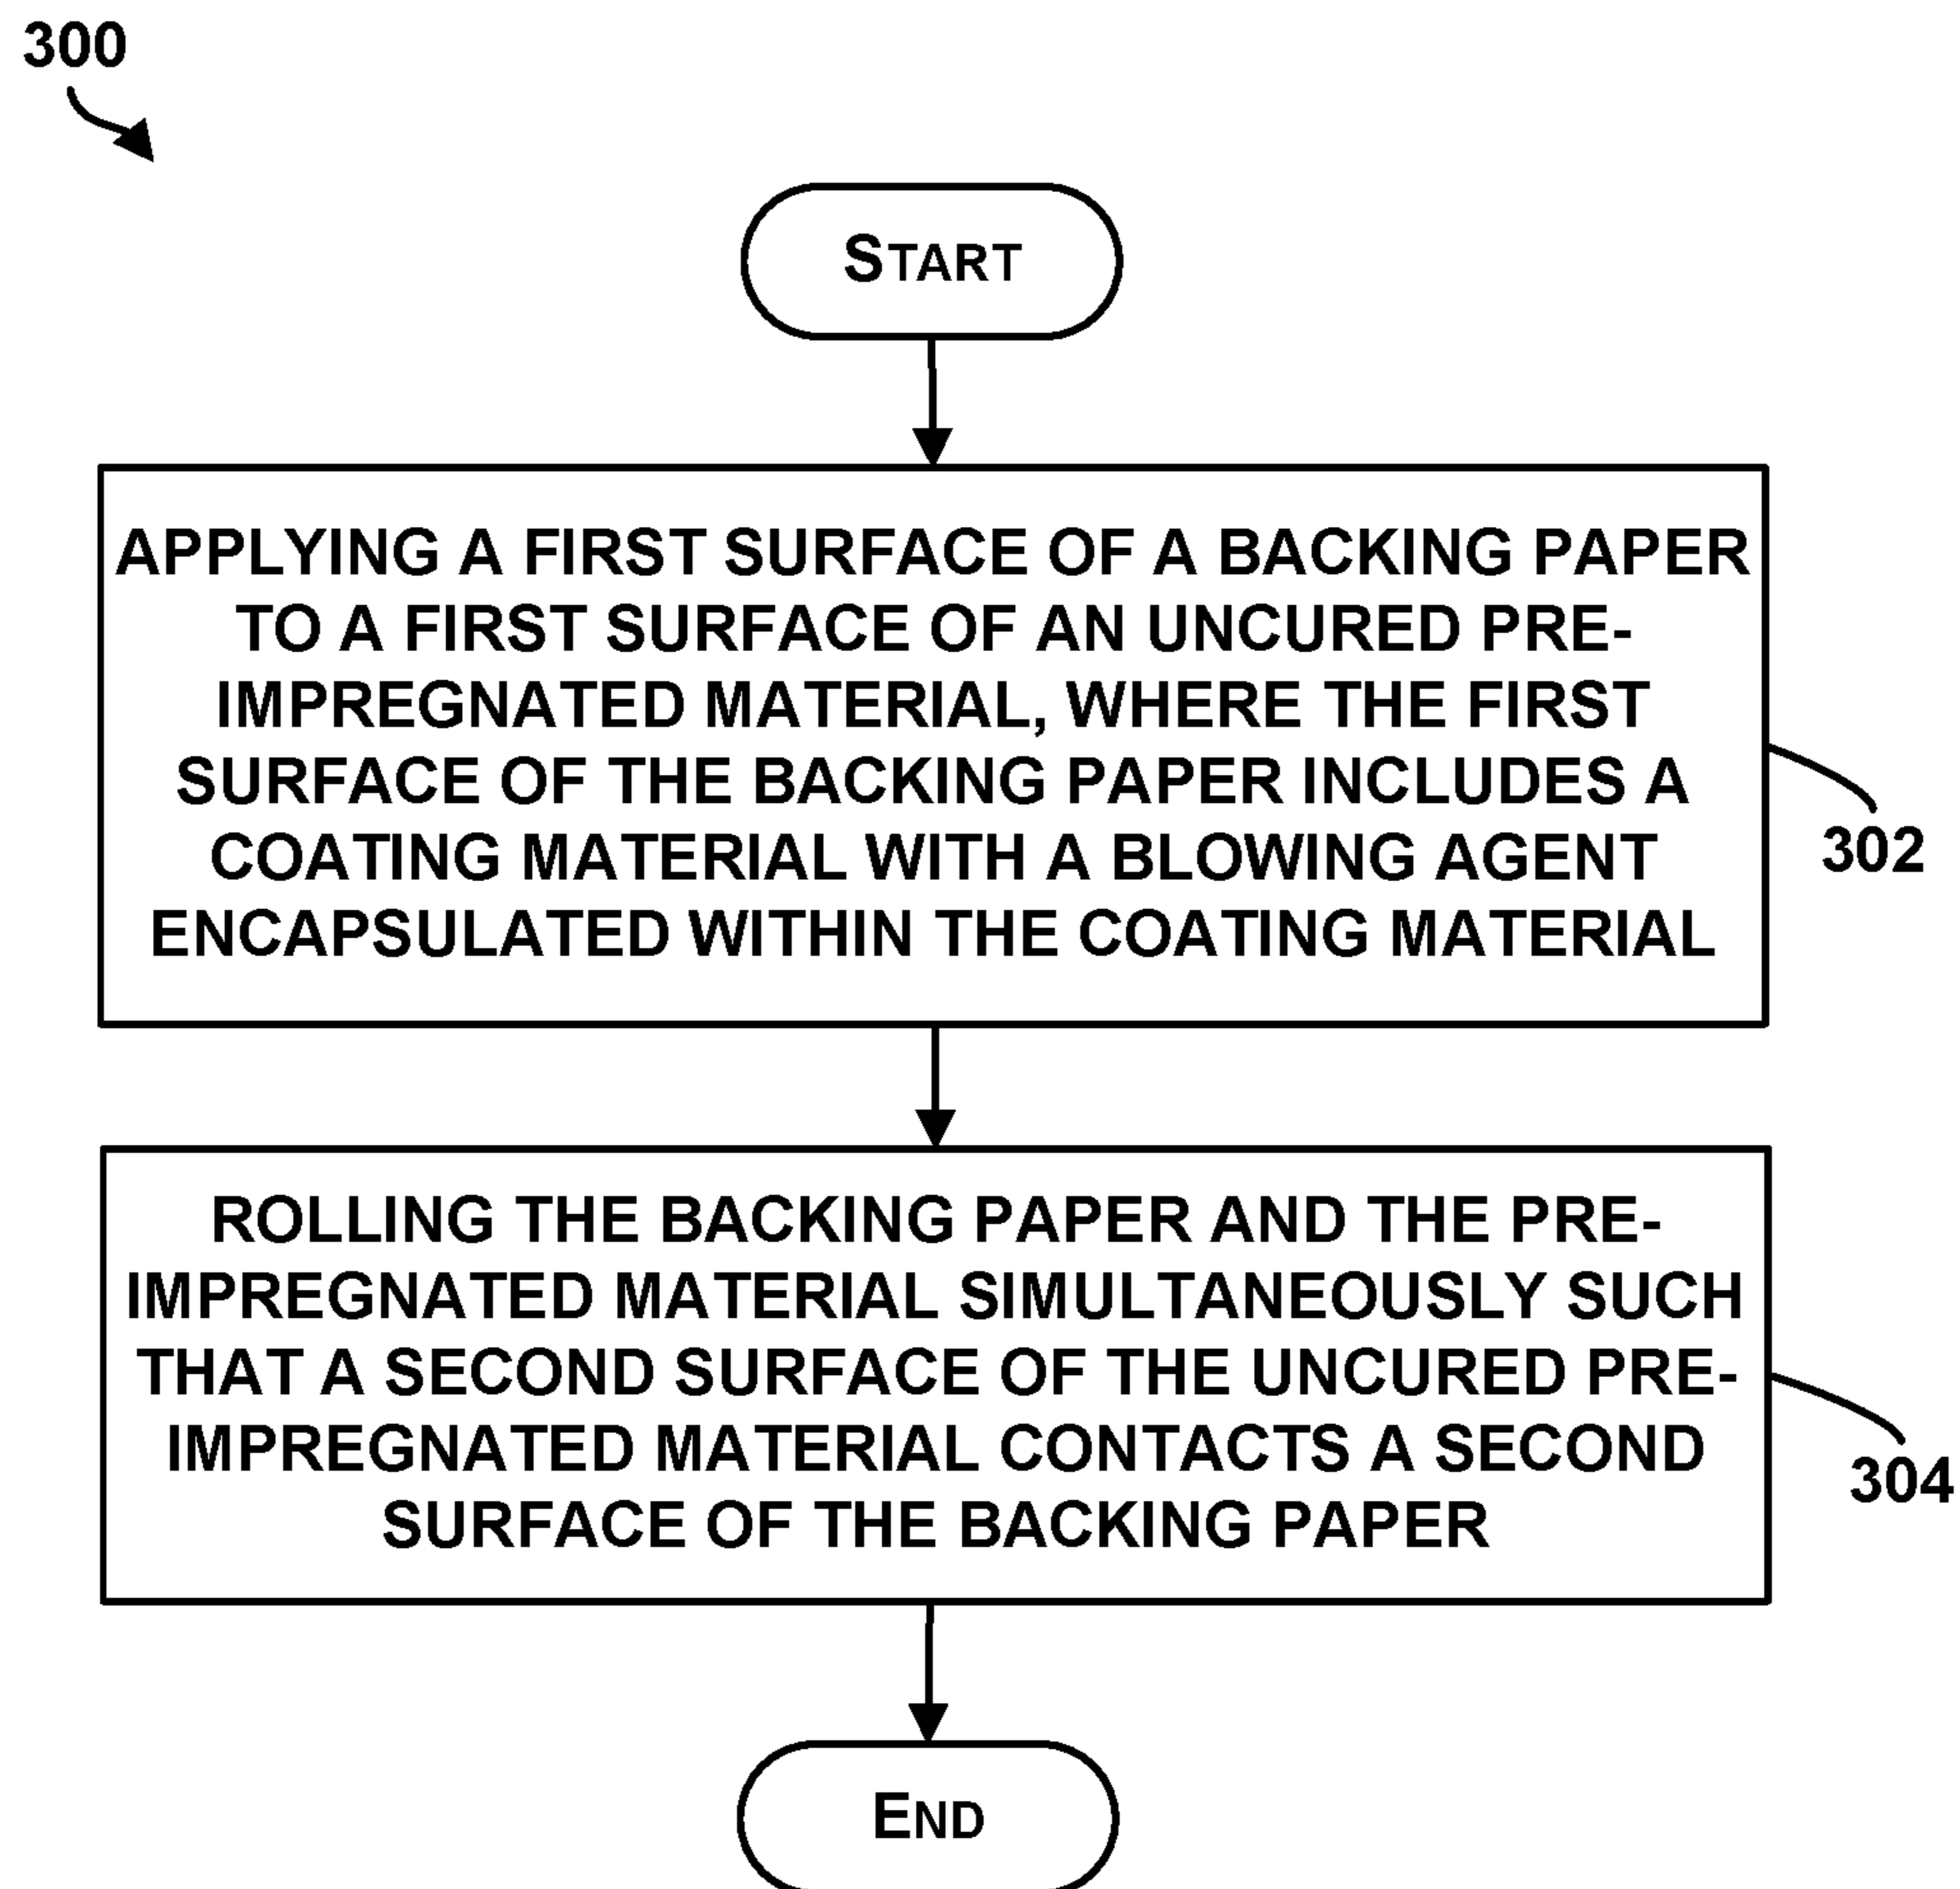 300
START
APPLYING A FIRST SURFACE OF A BACKING PAPER
TO A FIRST SURFACE OF AN UNCURED PRE-
IMPREGNATED MATERIAL, WHERE THE FIRST
SURFACE OF THE BACKING PAPER INCLUDES A
COATING MATERIAL WITH A BLOWING AGENT
ENCAPSULATED WITHIN THE COATING MATERIAL
302
ROLLING THE BACKING PAPER AND THE PRE-
IMPREGNATED MATERIAL SIMULTANEOUSLY SUCH
THAT A SECOND SURFACE OF THE UNCURED PRE-
IMPREGNATED MATERIAL CONTACTS A SECOND
SURFACE OF THE BACKING PAPER
304
END